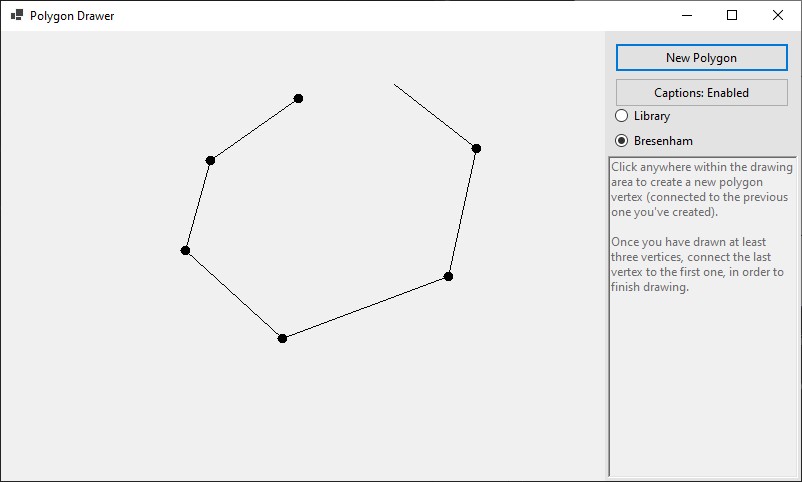 Polygon Drawer
New Polygon
Captions: Enabled
Library
Bresenham
Click anywhere within the drawing
area to create a new polygon
vertex (connected to the previous
one you've created).
Once you have drawn at least
three vertices, connect the last
vertex to the first one, in order to
finish drawing.